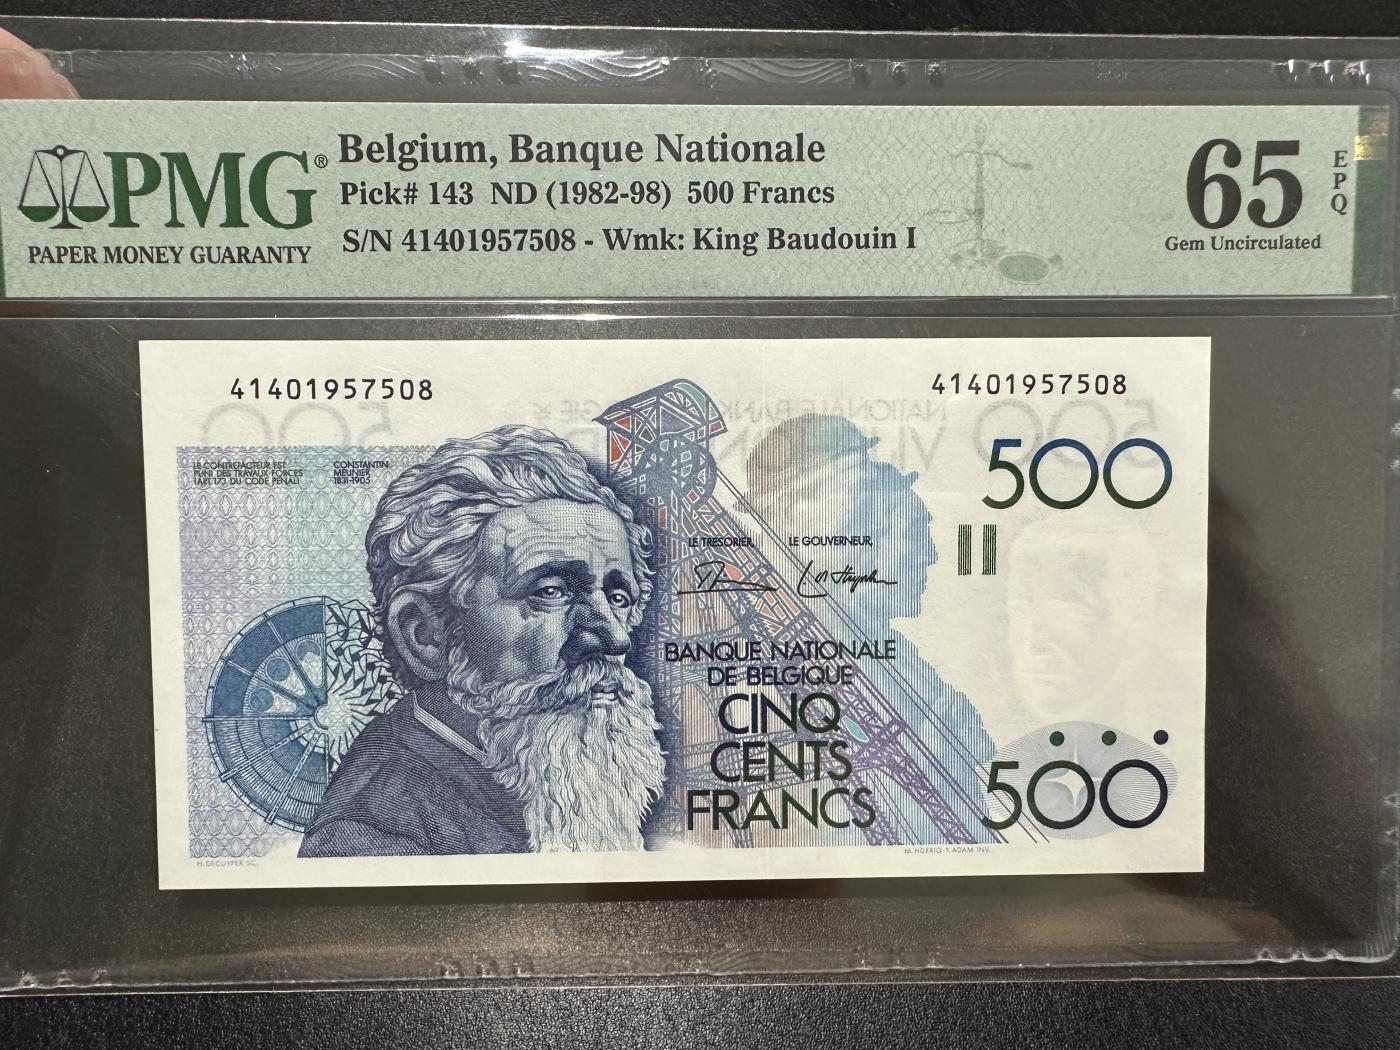 PMG®
PAPER MONEY GUARANTY
Belgium, Banque Nationale
Pick# 143 ND (1982-98) 500 Francs
S/N 41401957508 - Wmk: King Baudouin I
65
EPQ
Gem Uncirculated
41401957508
41401957508
LE CONTREFACTEUR EST
PUNI DES TRAVAUX FORCES
(ART. 173 DU CODE PENAL)
CONSTANTIN
MEUNIER
1831-1905
500
LE TRESORIER,
LE GOUVERNEUR,
BANQUE NATIONALE
DE BELGIQUE
CINQ
CENTS
FRANCS
500
H. DECUYPER SC.
M. HORRIG-Y. ADAM INV.